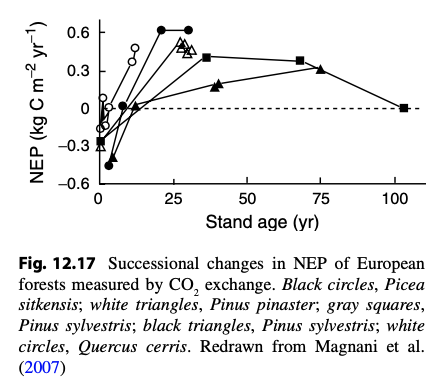 0.6
0.3
0
−0.3
−0.6
NEP (kg C m−2 yr−1)
0 25 50 75 100
Stand age (yr)
Fig. 12.17 Successional changes in NEP of European
forests measured by CO2 exchange. Black circles, Picea
sitkensis; white triangles, Pinus pinaster; gray squares,
Pinus sylvestris; black triangles, Pinus sylvestris; white
circles, Quercus cerris. Redrawn from Magnani et al.
(2007)